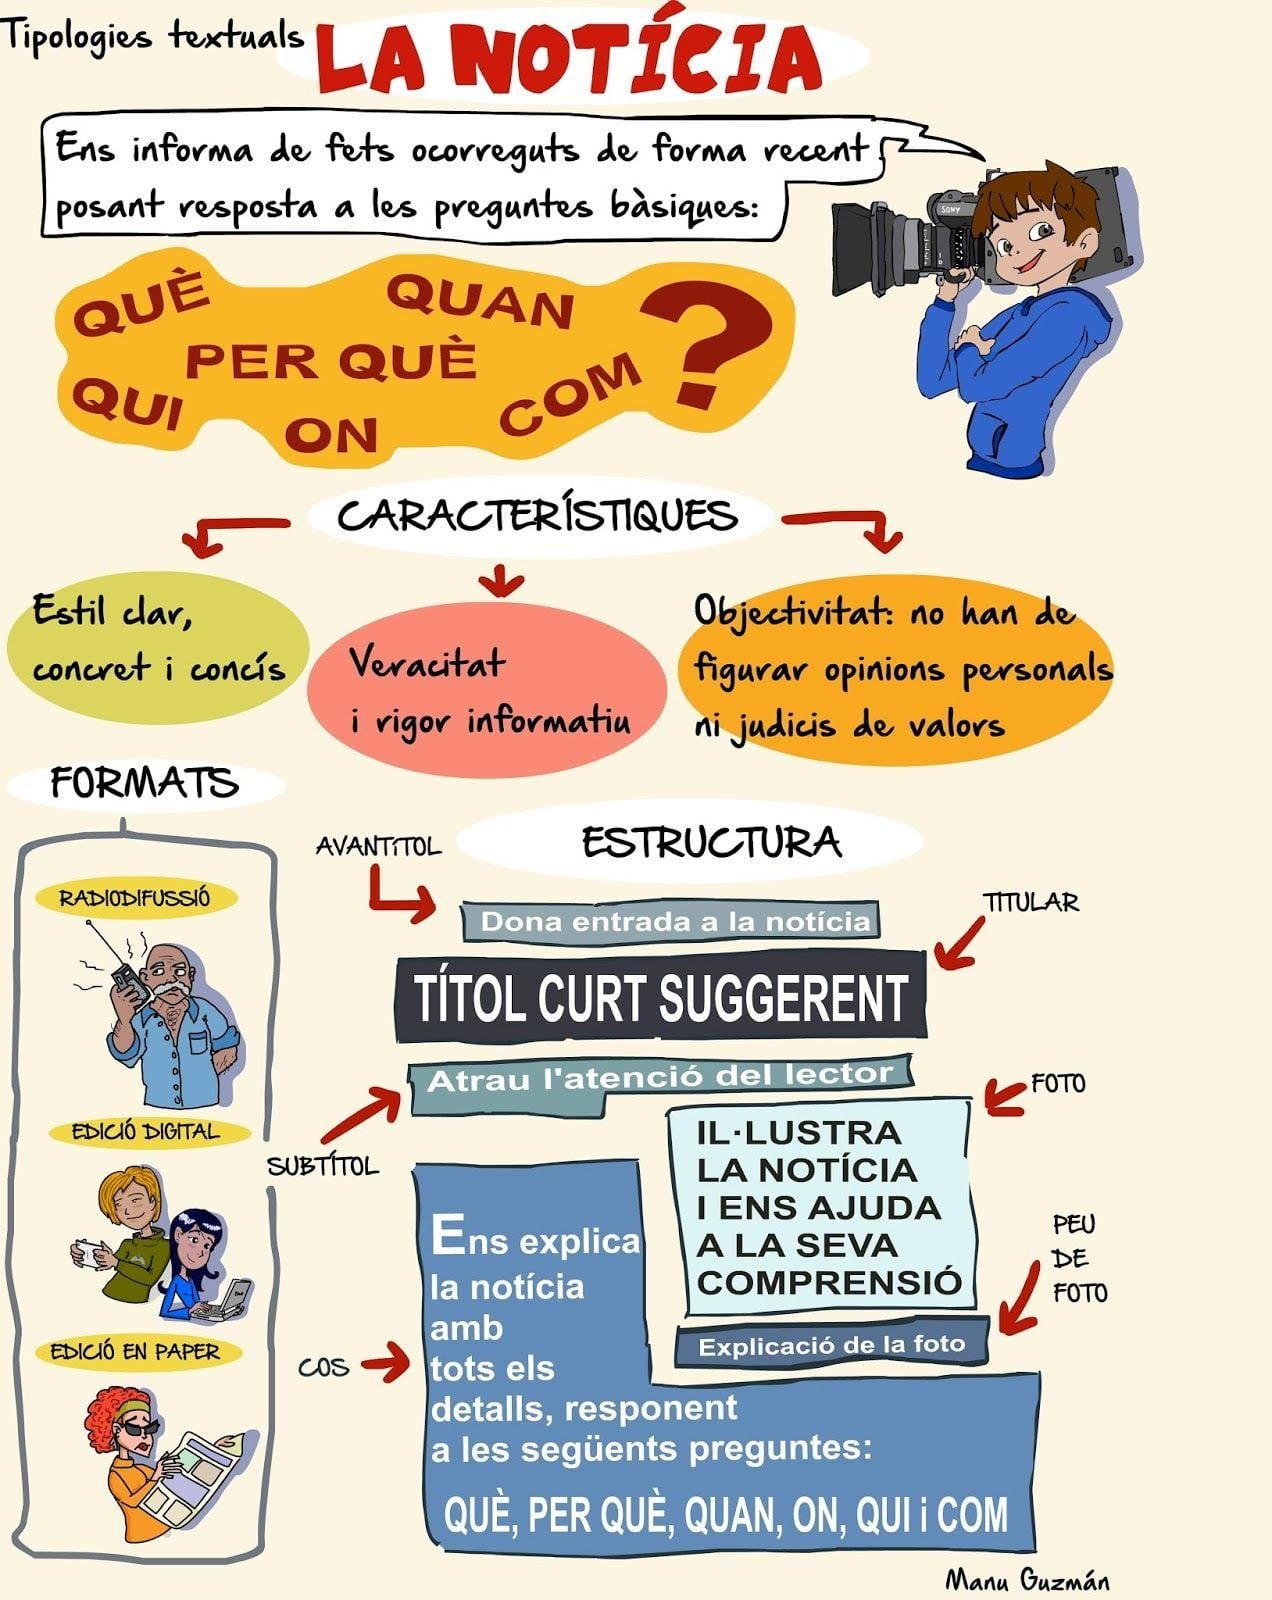 Tipologies textuals
LA NOTÍCIA
Ens informa de fets ocorreguts de forma recent
posant resposta a les preguntes bàsiques:
SONY
QUÈ
QUAN
PER QUÈ
QUI
ON
COM
?
CARACTERÍSTIQUES
Estil clar,
concret i concís
Veracitat
i rigor informatiu
Objectivitat: no han de
figurar opinions personals
ni judicis de valors
FORMATS
RADIODIFUSSIÓ
EDICIÓ DIGITAL
EDICIÓ EN PAPER
ESTRUCTURA
AVANTíTOL
Dona entrada a la notícia
TITULAR
TÍTOL CURT SUGGERENT
Atrau l'atenció del lector
SUBTÍTOL
FOTO
IL·LUSTRA
LA NOTÍCIA
I ENS AJUDA
A LA SEVA
COMPRENSIÓ
PEU
DE
FOTO
Explicació de la foto
COS
Ens explica
la notícia
amb
tots els
detalls, responent
a les següents preguntes:
QUÈ, PER QUÈ, QUAN, ON, QUI i COM
Manu Guzmán